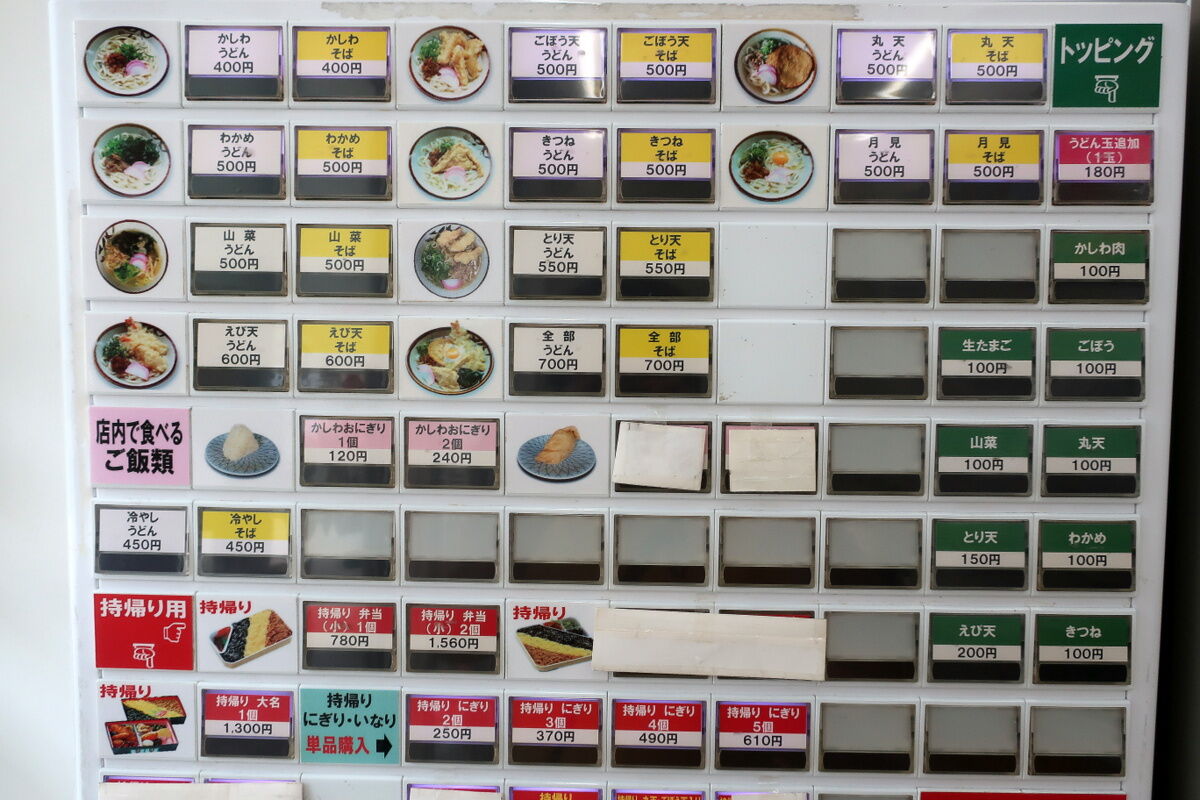 かしわ
うどん
400円
かしわ
そば
400円
ごぼう天
うどん
500円
ごぼう天
そば
500円
丸天
うどん
500円
丸天
そば
500円
トッピング
わかめ
うどん
500円
わかめ
そば
500円
きつね
うどん
500円
きつね
そば
500円
月見
うどん
500円
月見
そば
500円
うどん玉追加
(1玉)
180円
山菜
うどん
500円
山菜
そば
500円
とり天
うどん
550円
とり天
そば
550円
かしわ肉
100円
えび天
うどん
600円
えび天
そば
600円
全部
うどん
700円
全部
そば
700円
生たまご
100円
ごぼう
100円
店内で食べる
ご飯類
かしわおにぎり
1個
120円
かしわおにぎり
2個
240円
山菜
100円
丸天
100円
冷やし
うどん
450円
冷やし
そば
450円
とり天
150円
わかめ
100円
持帰り用
持帰り
持帰り 弁当
(小)1個
780円
持帰り 弁当
(小)2個
1.560円
持帰り
えび天
200円
きつね
100円
持帰り
持帰り 大名
1個
1.300円
持帰り
にぎり・いなり
単品購入
持帰り にぎり
2個
250円
持帰り にぎり
3個
370円
持帰り にぎり
4個
490円
持帰り にぎり
5個
610円